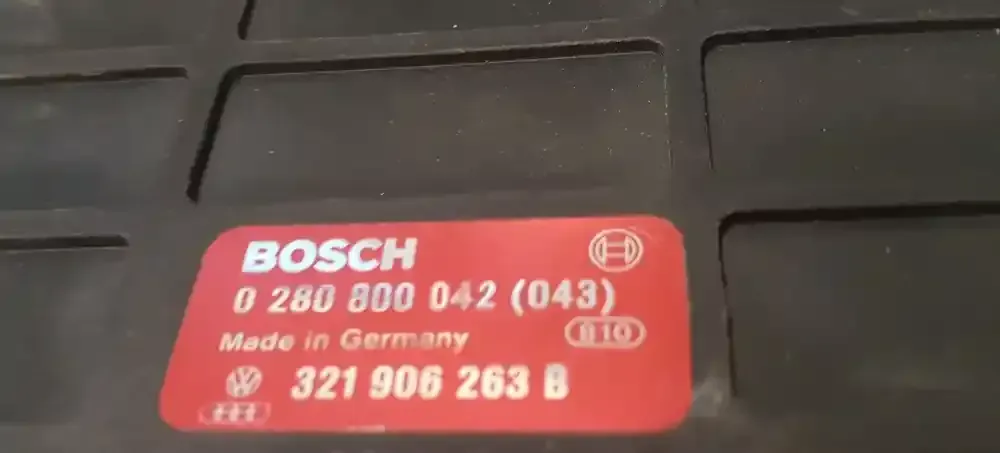 BOSCH
0 280 800 042 (043)
Made in Germany
321 906 263 B